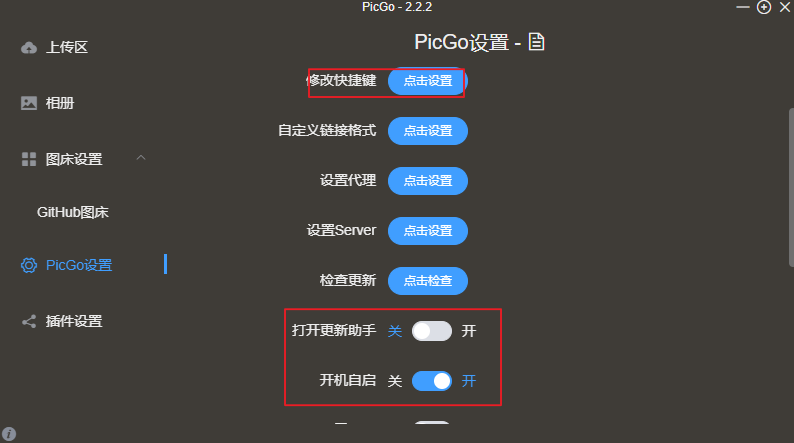 PicGo - 2.2.2
上传区
相册
图床设置
GitHub图床
PicGo设置
插件设置
PicGo设置 -
修改快捷键 点击设置
自定义链接格式 点击设置
设置代理 点击设置
设置Server 点击设置
检查更新 点击检查
打开更新助手 关 开
开机自启 关 开